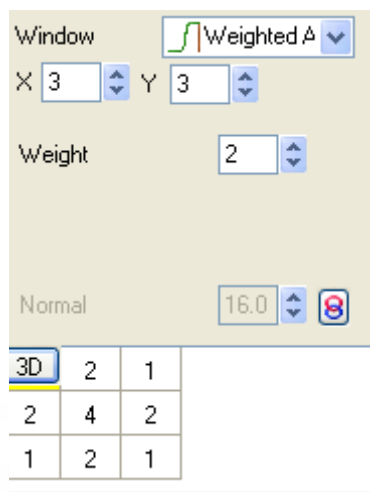 Window Weighted A
X 3 Y 3
Weight 2
Normal 16.0
3D 2 1
2 4 2
1 2 1